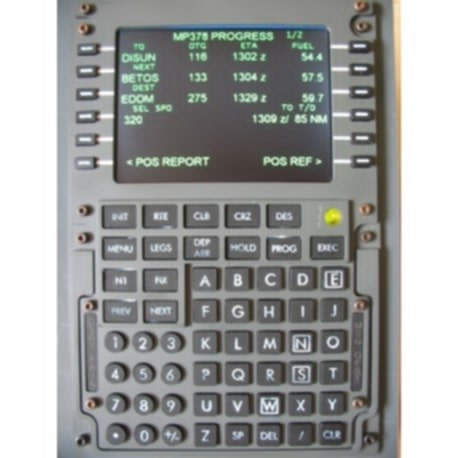 MP378 PROGRESS 1/2
TO DTG ETA FUEL
DISUN 116 1302 z 54.4
NEXT
BETOS 133 1304 z 57.5
DEST
EDDM 275 1329 z 59.7
SEL SPD TO T/D
320 1309 z/ 85 NM
< POS REPORT POS REF >
INIT RTE CLB CRZ DES
MENU LEGS DEP ARR HOLD PROG EXEC
N1 FIX A B C D E
PREV NEXT F G H I J
1 2 3 K L M N O
4 5 6 P Q R S T
7 8 9 U V W X Y
. 0 +/- Z SP DEL / CLR